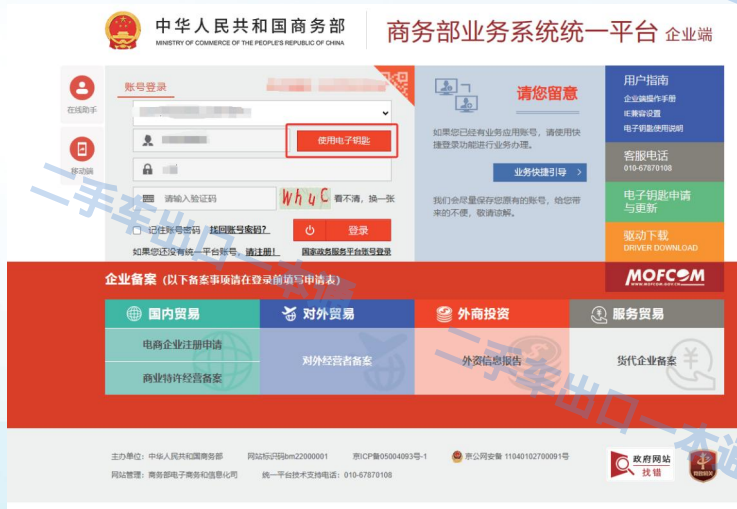 中华人民共和国商务部
MINISTRY OF COMMERCE OF THE PEOPLE'S REPUBLIC OF CHINA
商务部业务系统统一平台 企业端
在线助手
移动端
账号登录
使用电子钥匙
请输入验证码
WhuC
看不清，换一张
记住账号密码 找回账号密码?
登录
如果您还没有统一平台账号，请注册!
国家政务服务平台账号登录
请您留意
如果您已经有业务应用账号，请使用快
捷登录功能进行业务办理。
业务快捷引导 >
我们会尽量保存您原有的账号，给您带
来的不便，敬请谅解。
用户指南
企业端操作手册
IE兼容设置
电子钥匙使用说明
客服电话
010-67870108
电子钥匙申请
与更新
驱动下载
DRIVER DOWNLOAD
企业备案（以下备案事项请在登录前填写申请表）
MOFCOM
WWW.MOFCOM.GOV.CN
国内贸易
对外贸易
外商投资
服务贸易
电商企业注册申请
商业特许经营备案
对外经营者备案
外资信息报告
货代企业备案
主办单位：中华人民共和国商务部 网站标识码bm22000001 京ICP备05004093号-1 京公网安备 11040102700091号
网站管理：商务部电子商务和信息化司 统一平台技术支持电话：010-67870108
政府网站
找错
二手车出口一本通
二手车出口一本通